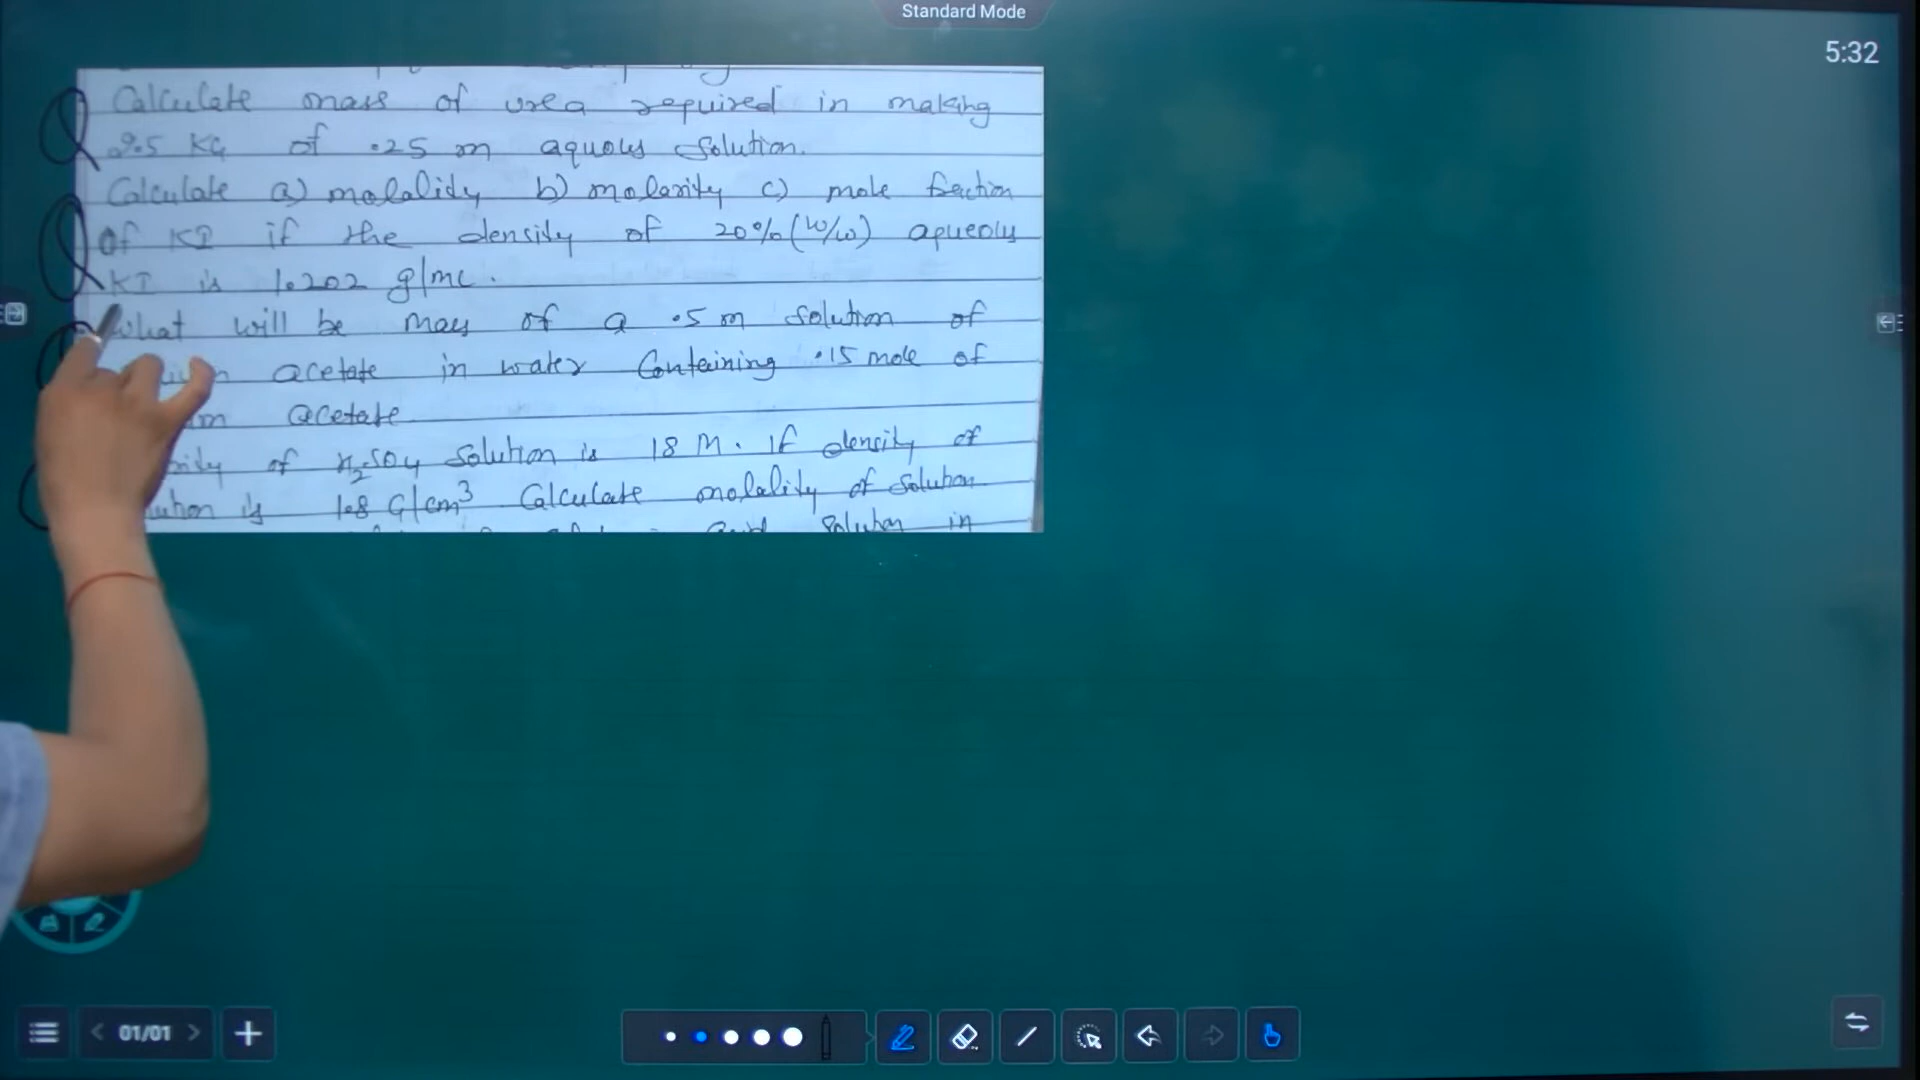 Standard Mode
5:32
Calculate mass of urea required in making
2.5 KG of .25 m aquous solution.
Calculate a) molality b) molarity c) mole fraction
of KI if the density of 20% (w/w) aqueous
KI is 1.202 g/mL.
What will be mass of a .5 m solution of
acetate in water Containing .15 mole of
acetate
of H2SO4 solution is 18 M. If density of
is 1.8 G/cm3 Calculate molality of solution
solution in
01/01